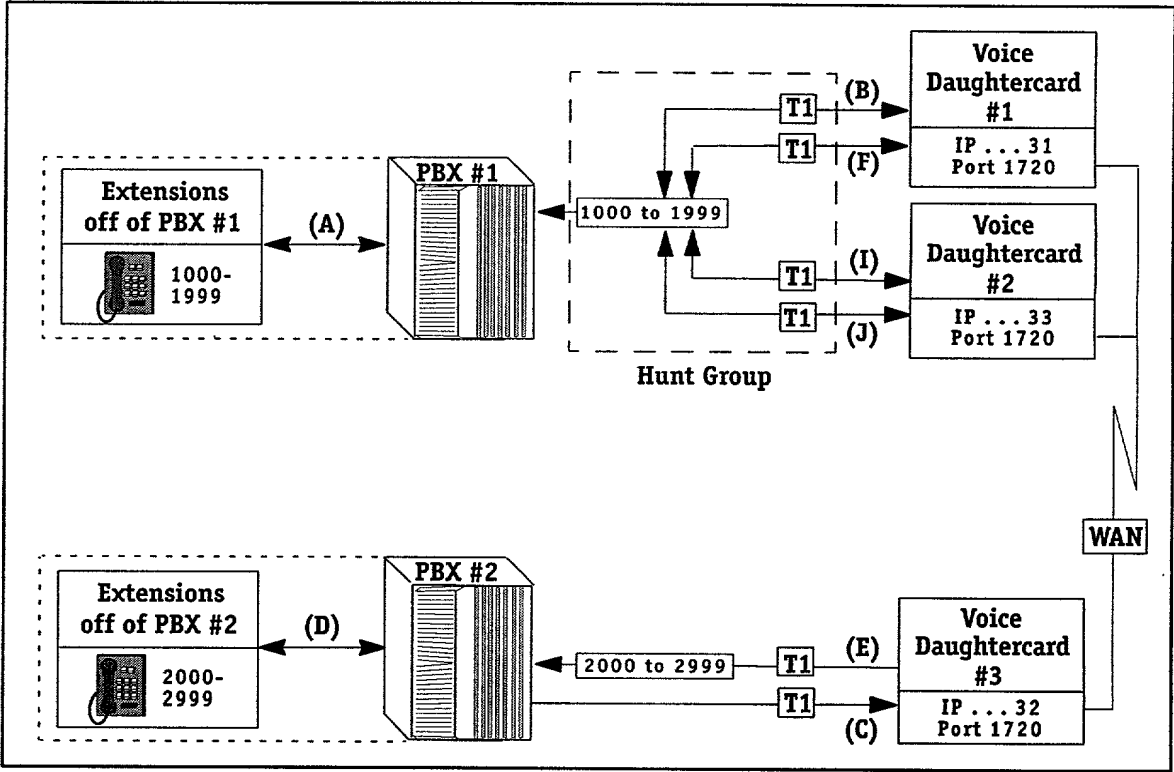 Voice
Daughtercard
#1
IP . . . 31
Port 1720
(B)
T1
T1
(F)
PBX #1
Extensions
off of PBX #1
(A)
1000-
1999
1000 to 1999
Voice
Daughtercard
#2
IP . . . 33
Port 1720
(I)
T1
T1
(J)
Hunt Group
WAN
PBX #2
Extensions
off of PBX #2
(D)
2000-
2999
2000 to 2999
T1
(E)
T1
(C)
Voice
Daughtercard
#3
IP . . . 32
Port 1720